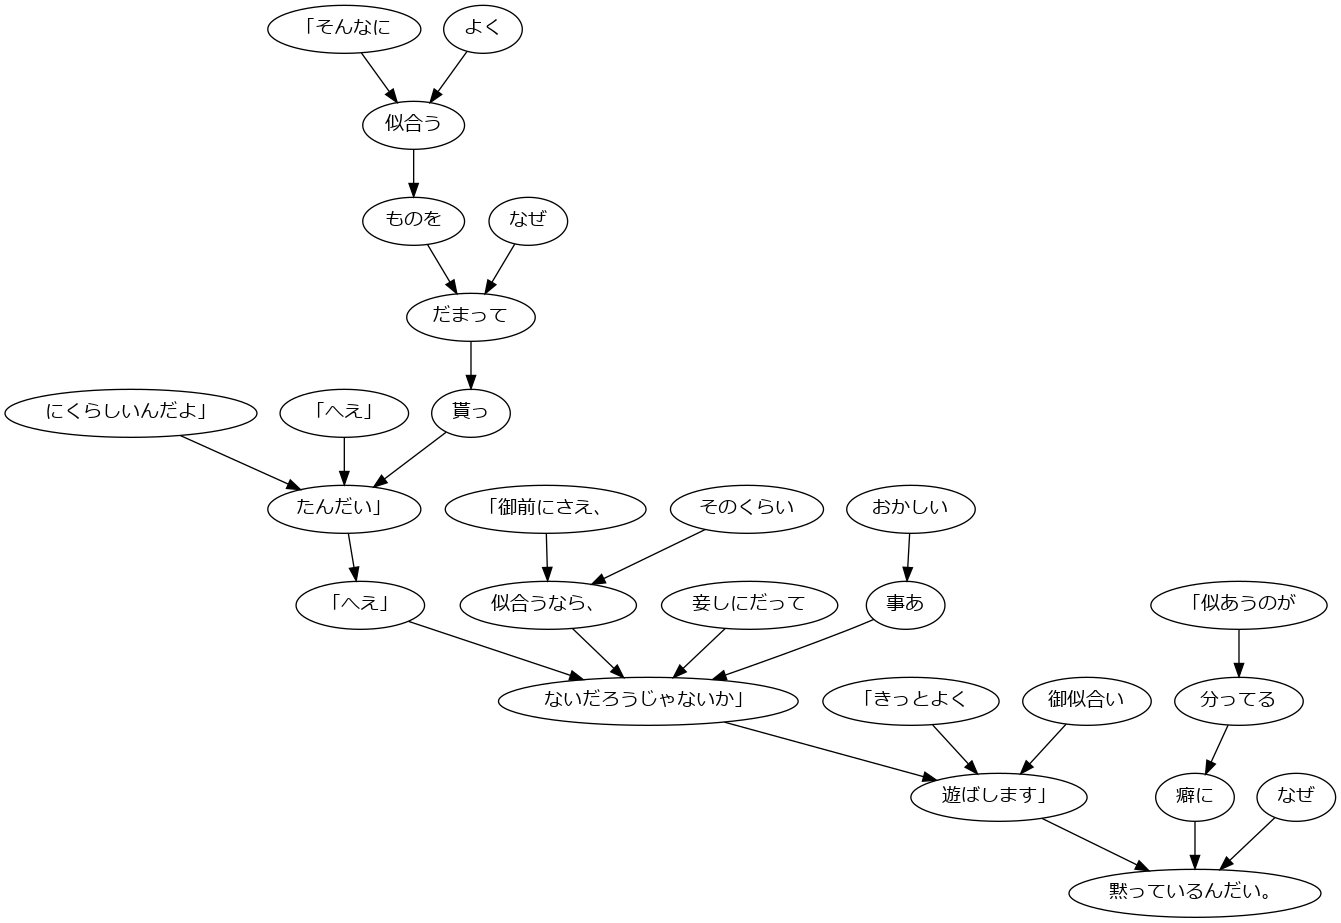 「そんなに
よく
似合う
ものを
なぜ
だまって
にくらしいんだよ」
「へえ」
貰っ
たんだい」
「御前にさえ、
そのくらい
おかしい
「へえ」
似合うなら、
妾しにだって
事あ
「似あうのが
ないだろうじゃないか」
「きっとよく
御似合い
分ってる
遊ばします」
癖に
なぜ
黙っているんだい。